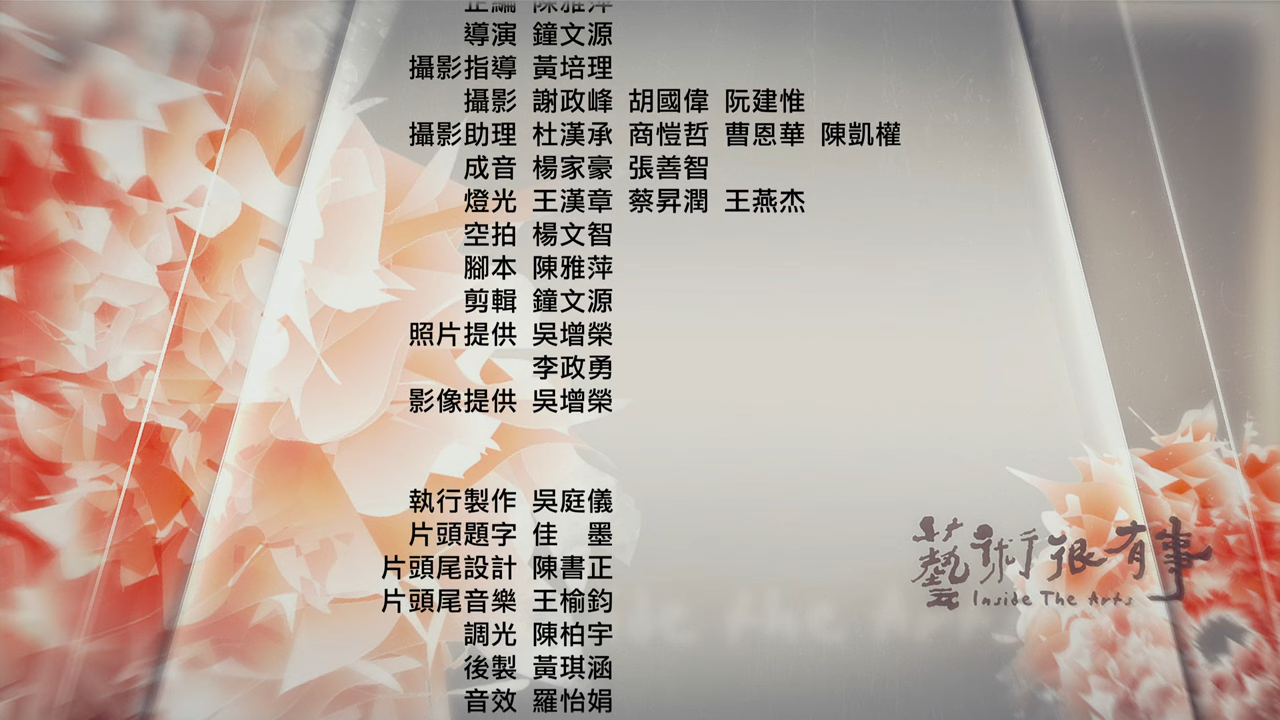 企編 陳雅萍
導演 鐘文源
攝影指導 黃培理
攝影 謝政峰 胡國偉 阮建惟
攝影助理 杜漢承 商愷哲 曹恩華 陳凱權
成音 楊家豪 張善智
燈光 王漢章 蔡昇潤 王燕杰
空拍 楊文智
腳本 陳雅萍
剪輯 鐘文源
照片提供 吳增榮
李政勇
影像提供 吳增榮
執行製作 吳庭儀
片頭題字 佳 墨
片頭尾設計 陳書正
片頭尾音樂 王榆鈞
調光 陳柏宇
後製 黃琪涵
音效 羅怡娟
藝術很有事
Inside The Arts